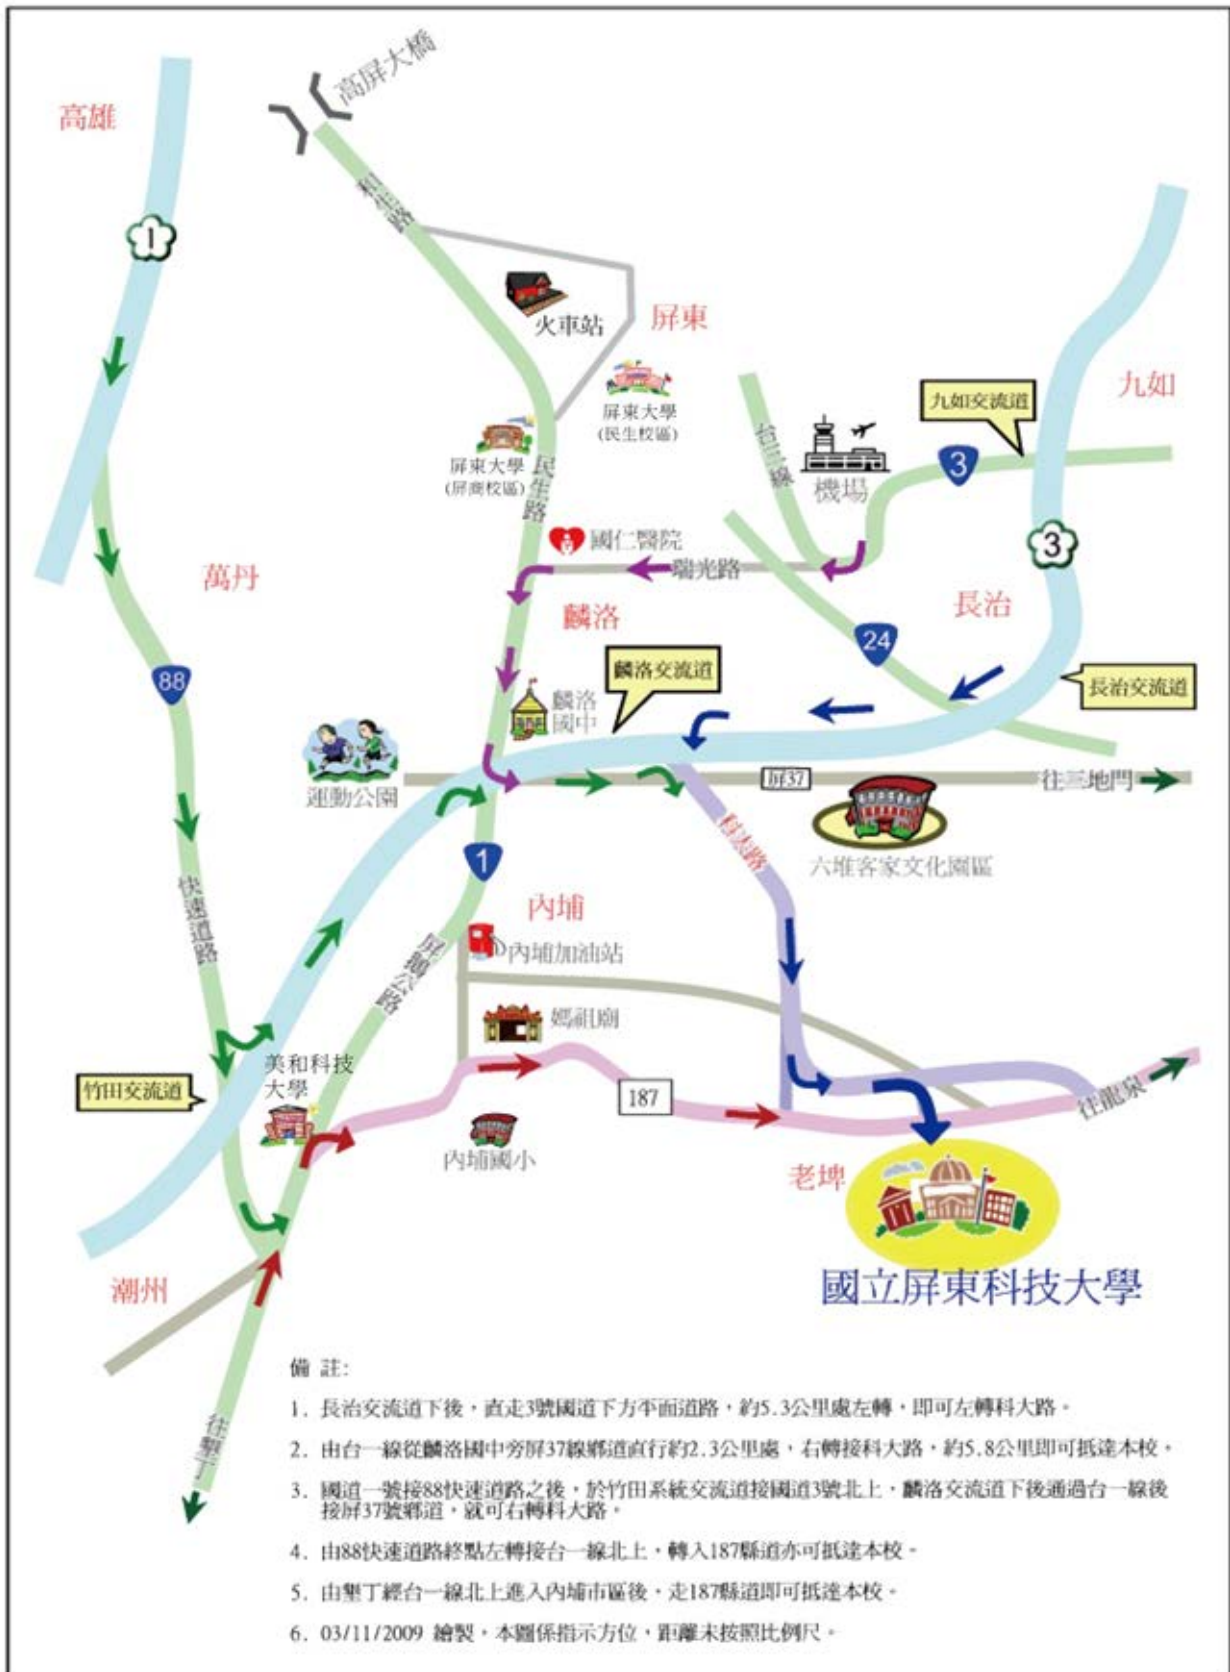 高屏大橋
高雄
1
和生路
火車站
屏東
屏東大學
(民生校區)
屏東大學
(屏商校區)
民生路
台三線
機場
九如交流道
九如
3
3
國仁醫院
瑞光路
萬丹
麟洛
長治
24
88
麟洛交流道
長治交流道
麟洛
國中
運動公園
屏37
往三地門
科大路
六堆客家文化園區
1
快速道路
屏鵝公路
內埔
內埔加油站
媽祖廟
美和科技
大學
竹田交流道
187
往龍泉
內埔國小
老埤
國立屏東科技大學
潮州
往墾丁
備 註:
1. 長治交流道下後，直走3號國道下方平面道路，約5.3公里處左轉，即可左轉科大路。
2. 由台一線從麟洛國中旁屏37線鄉道直行約2.3公里處，右轉接科大路，約5.8公里即可抵達本校。
3. 國道一號接88快速道路之後，於竹田系統交流道接國道3號北上，麟洛交流道下後通過台一線後
接屏37號鄉道，就可右轉科大路。
4. 由88快速道路終點左轉接台一線北上，轉入187縣道亦可抵達本校。
5. 由墾丁經台一線北上進入內埔市區後，走187縣道即可抵達本校。
6. 03/11/2009 繪製，本圖係指示方位，距離未按照比例尺。